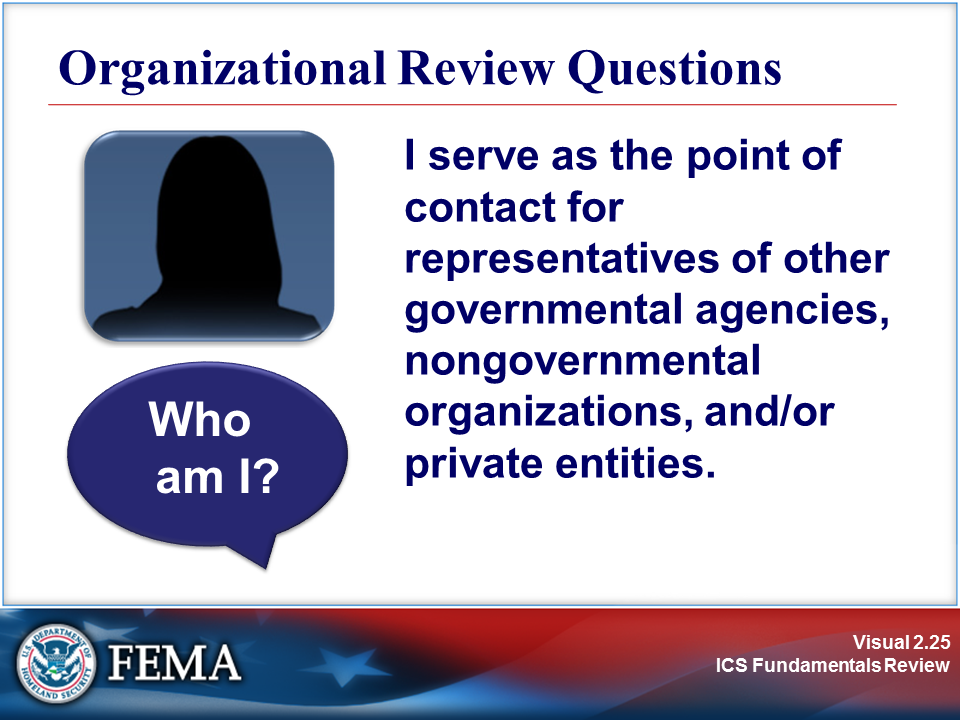 Organizational Review Questions
I serve as the point of
contact for
representatives of other
governmental agencies,
nongovernmental
organizations, and/or
private entities.
Who
am I?
U.S. DEPARTMENT OF
HOMELAND SECURITY
FEMA
Visual 2.25
ICS Fundamentals Review